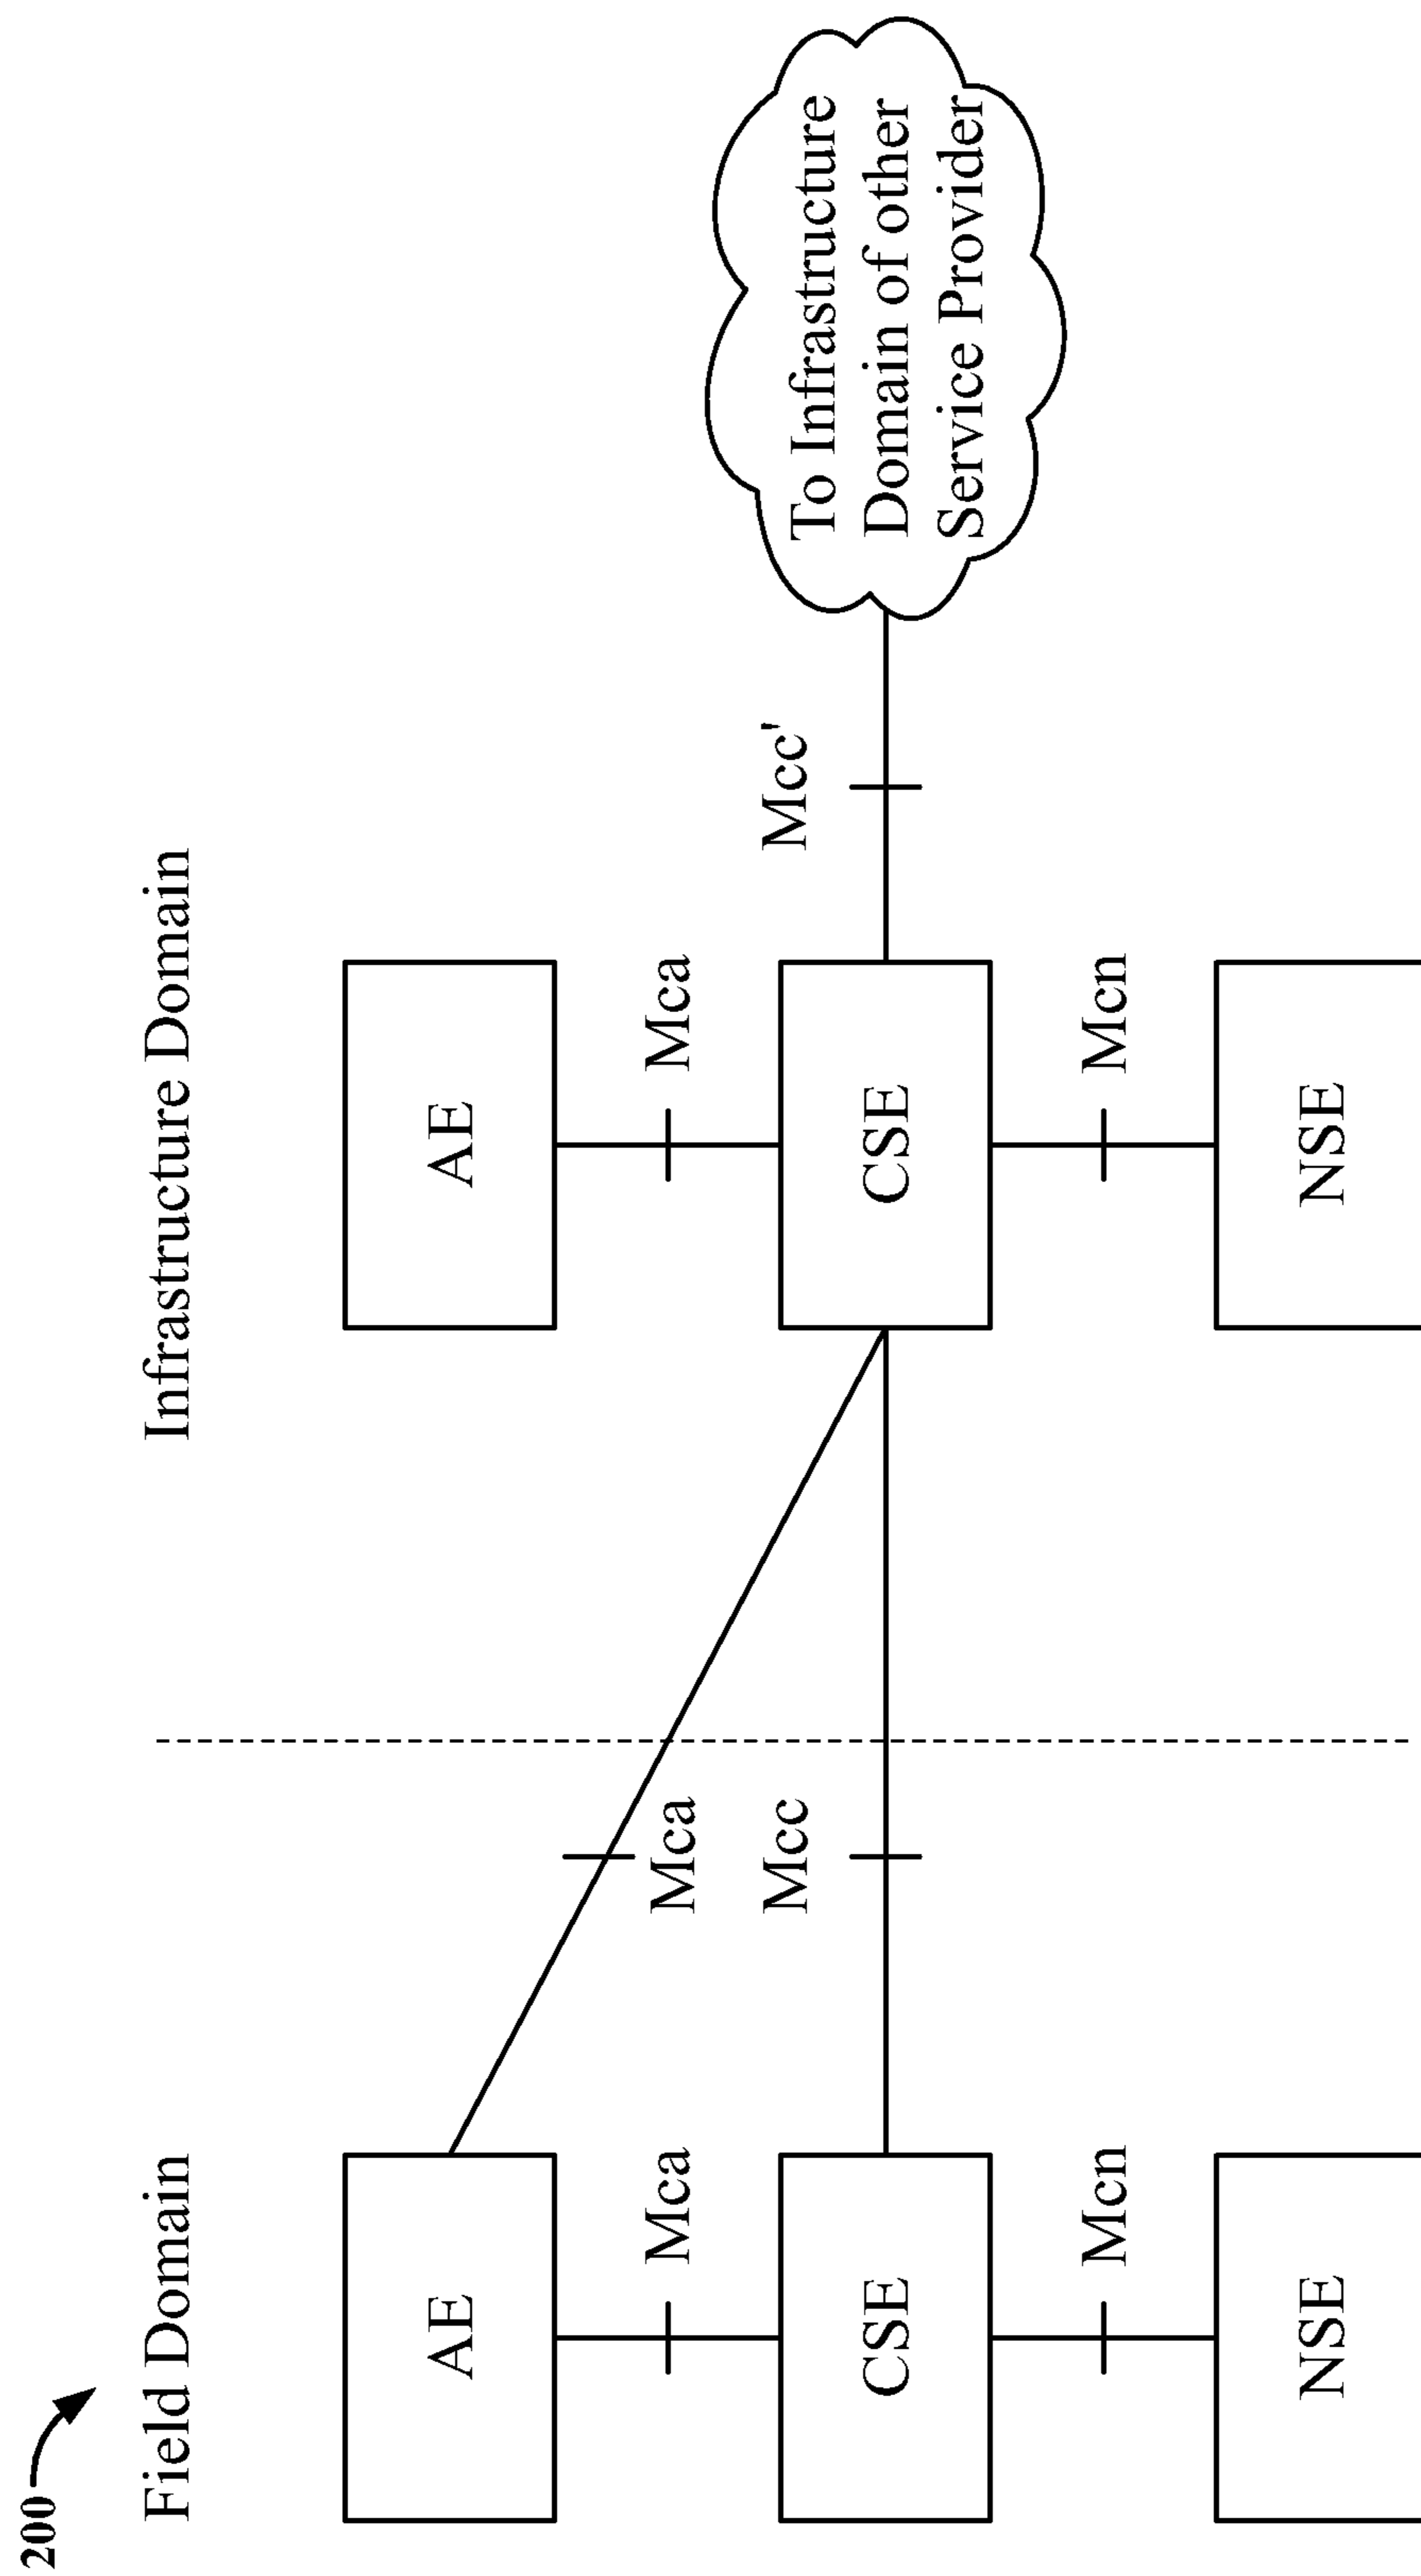 200
Field Domain
Infrastructure Domain
AE
AE
Mca
Mca
Mca
Mcc
Mcc'
CSE
CSE
To Infrastructure
Domain of other
Service Provider
Mcn
Mcn
NSE
NSE